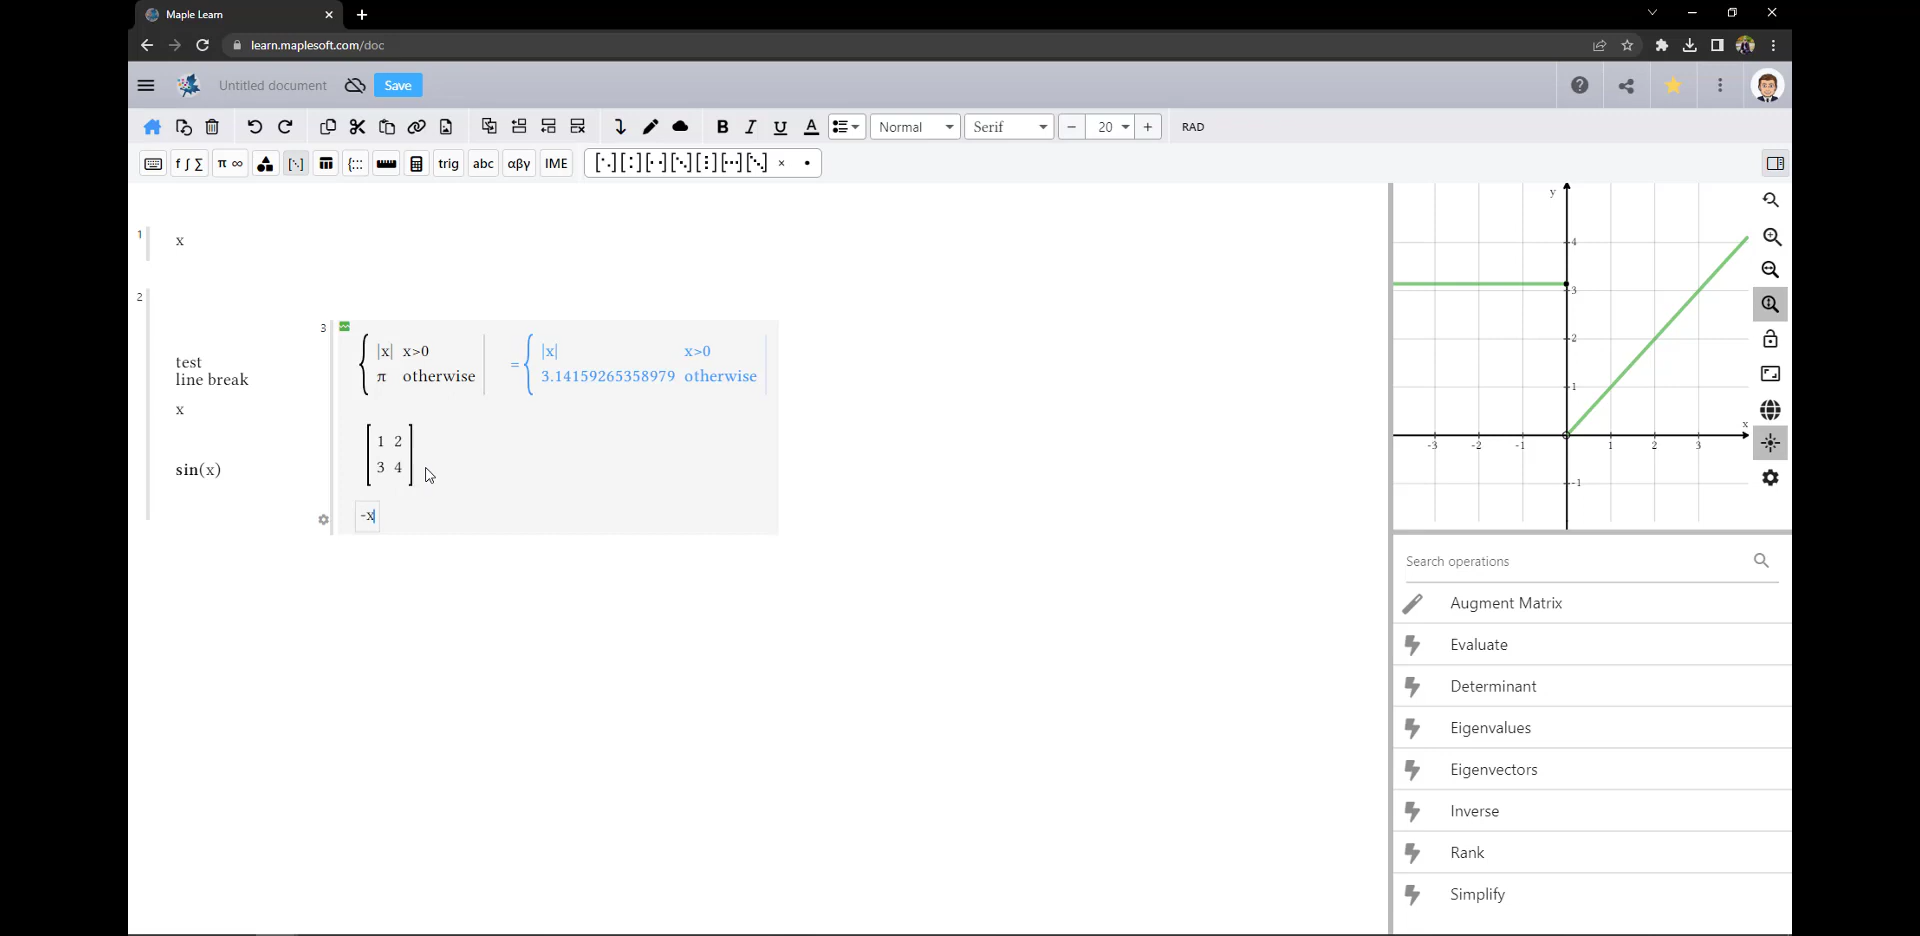 Maple Learn
learn.maplesoft.com/doc
Untitled document Save
B I U A Normal Serif − 20 + RAD
f ∫ ∑ π ∞ trig abc αβγ IME
1 x
2
test
line break
x
sin(x)
3
|x| x>0 = |x| x>0
π otherwise 3.14159265358979 otherwise
1 2
3 4
-x
y
4
3
2
1
-3 -2 -1 1 2 3 x
-1
Search operations
Augment Matrix
Evaluate
Determinant
Eigenvalues
Eigenvectors
Inverse
Rank
Simplify